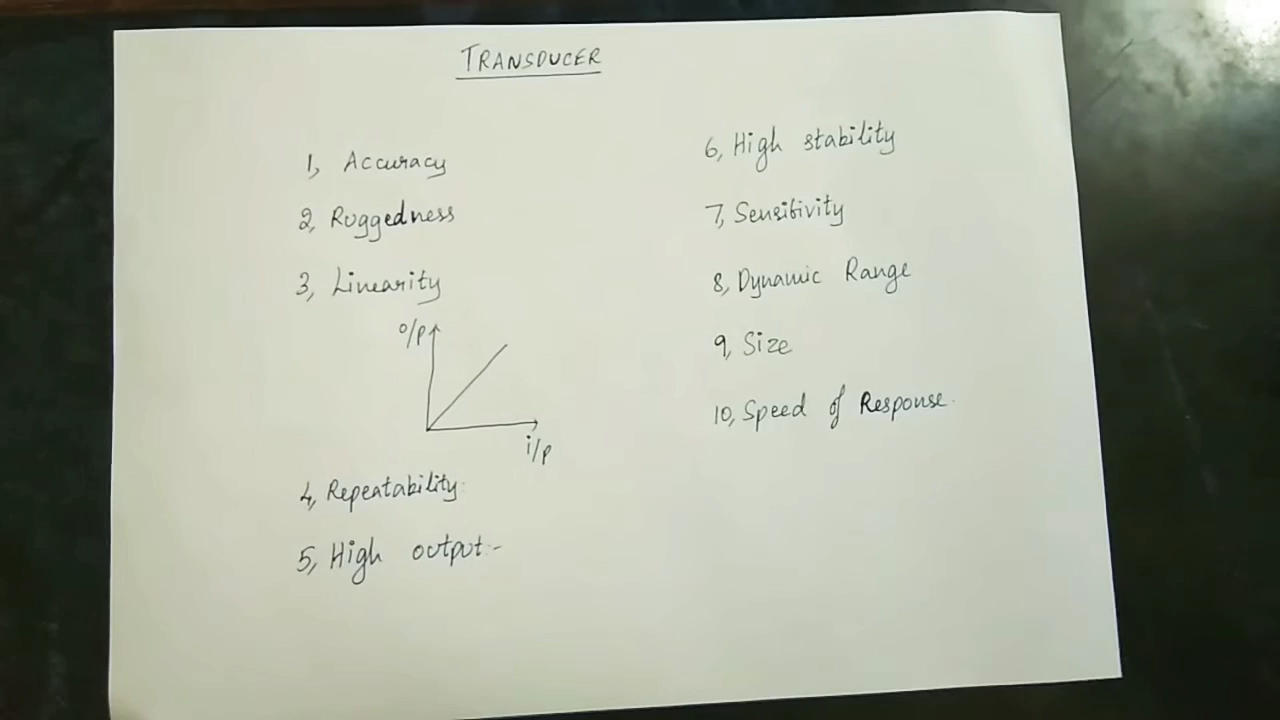 TRANSDUCER
1, Accuracy
2, Ruggedness
3, Linearity
o/p
i/p
4, Repeatability.
5, High output:-
6, High stability
7, Sensitivity
8, Dynamic Range
9, Size
10, Speed of Response.